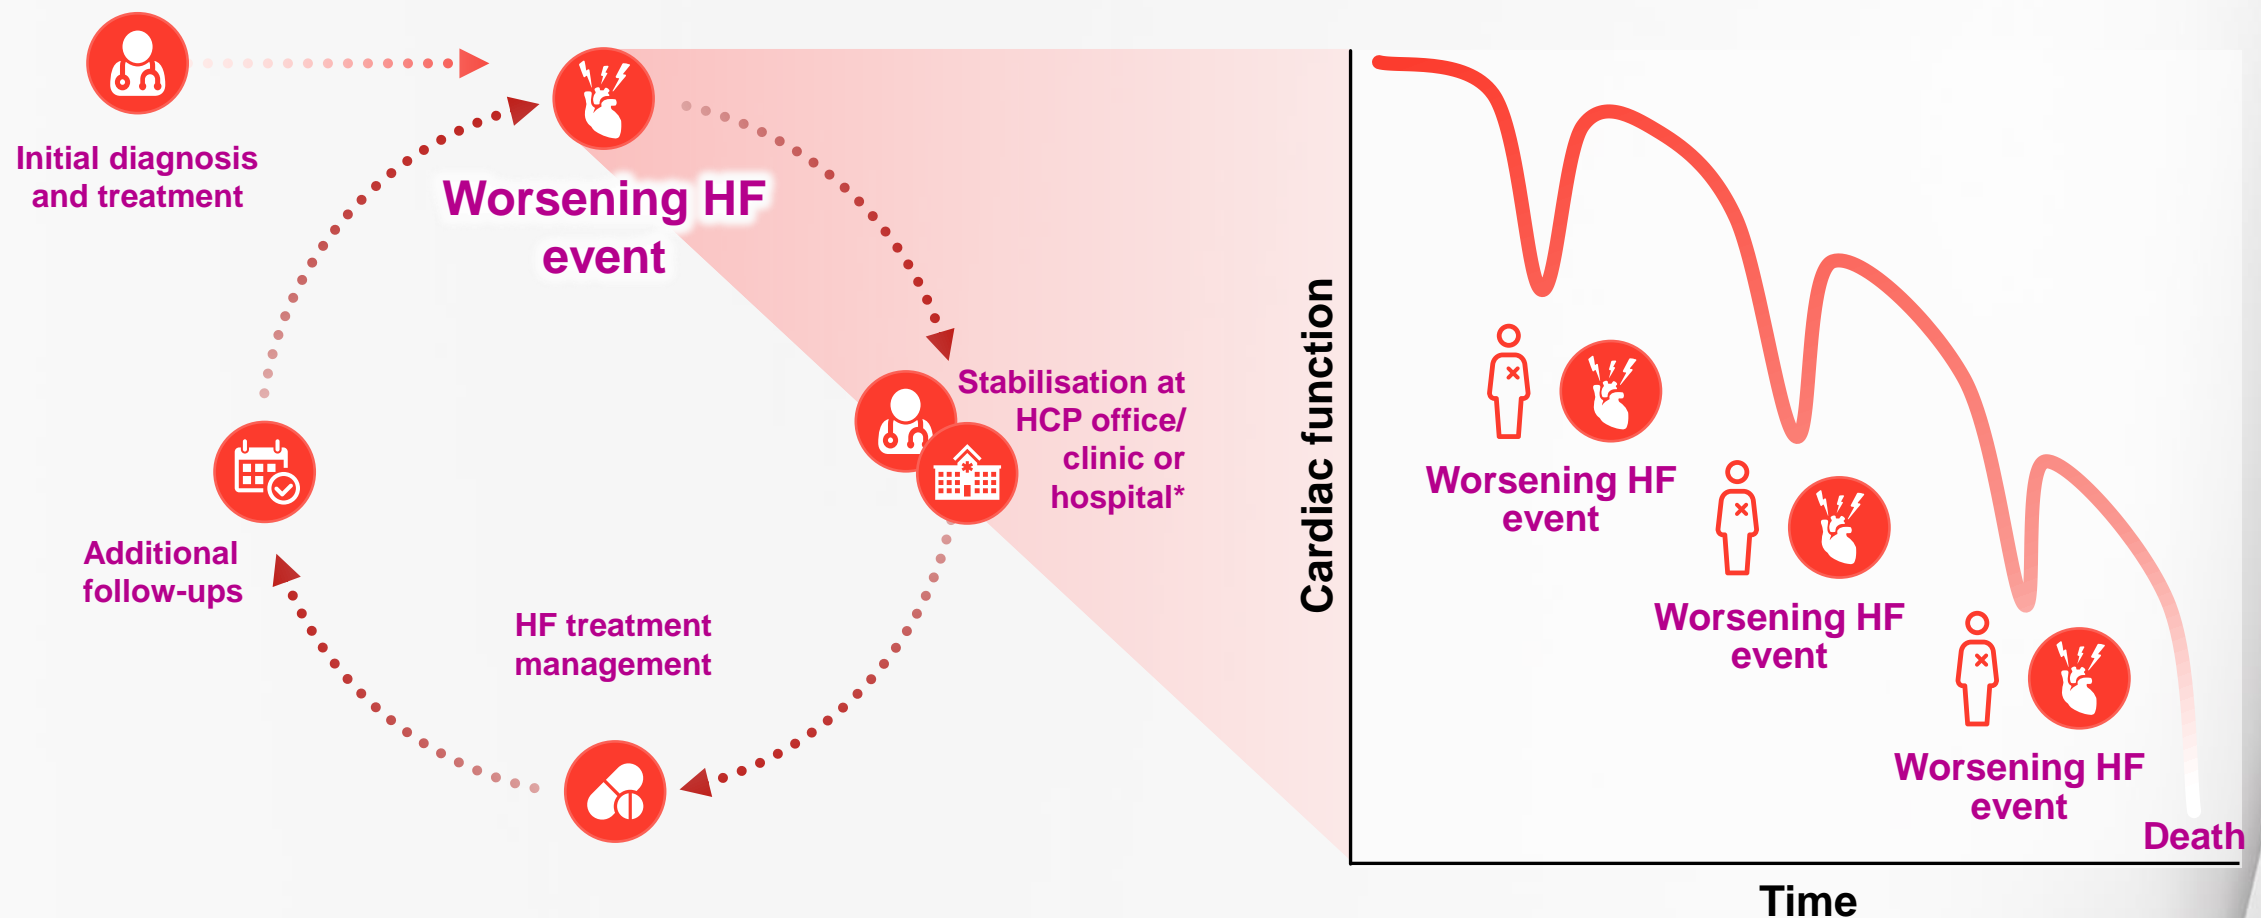 Initial diagnosis
and treatment
Worsening HF
event
Stabilisation at
HCP office/
clinic or
hospital*
HF treatment
management
Additional
follow-ups
Cardiac function
Worsening HF
event
Worsening HF
event
Worsening HF
event
Death
Time